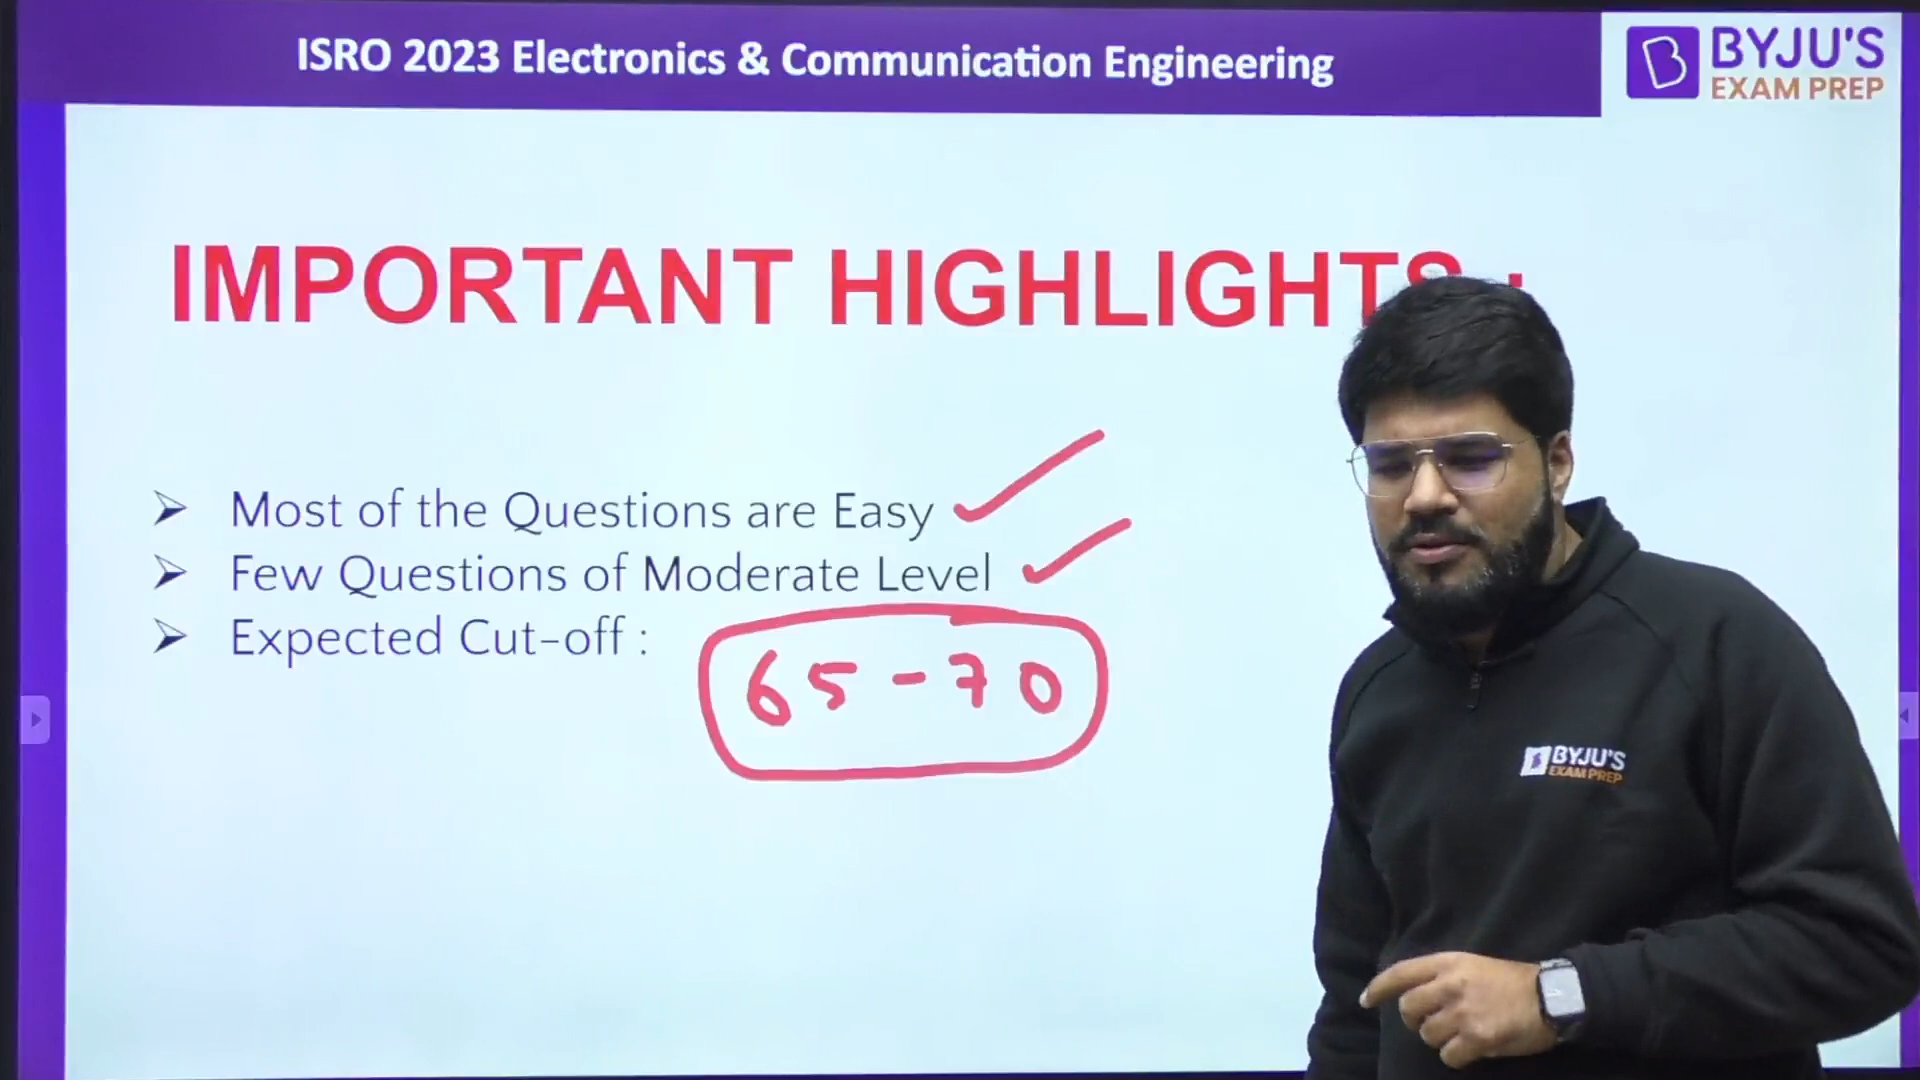 ISRO 2023 Electronics & Communication Engineering
BYJU'S
EXAM PREP
IMPORTANT HIGHLIGHTS :
➢ Most of the Questions are Easy
➢ Few Questions of Moderate Level
➢ Expected Cut-off : 65-70
BYJU'S
EXAM PREP